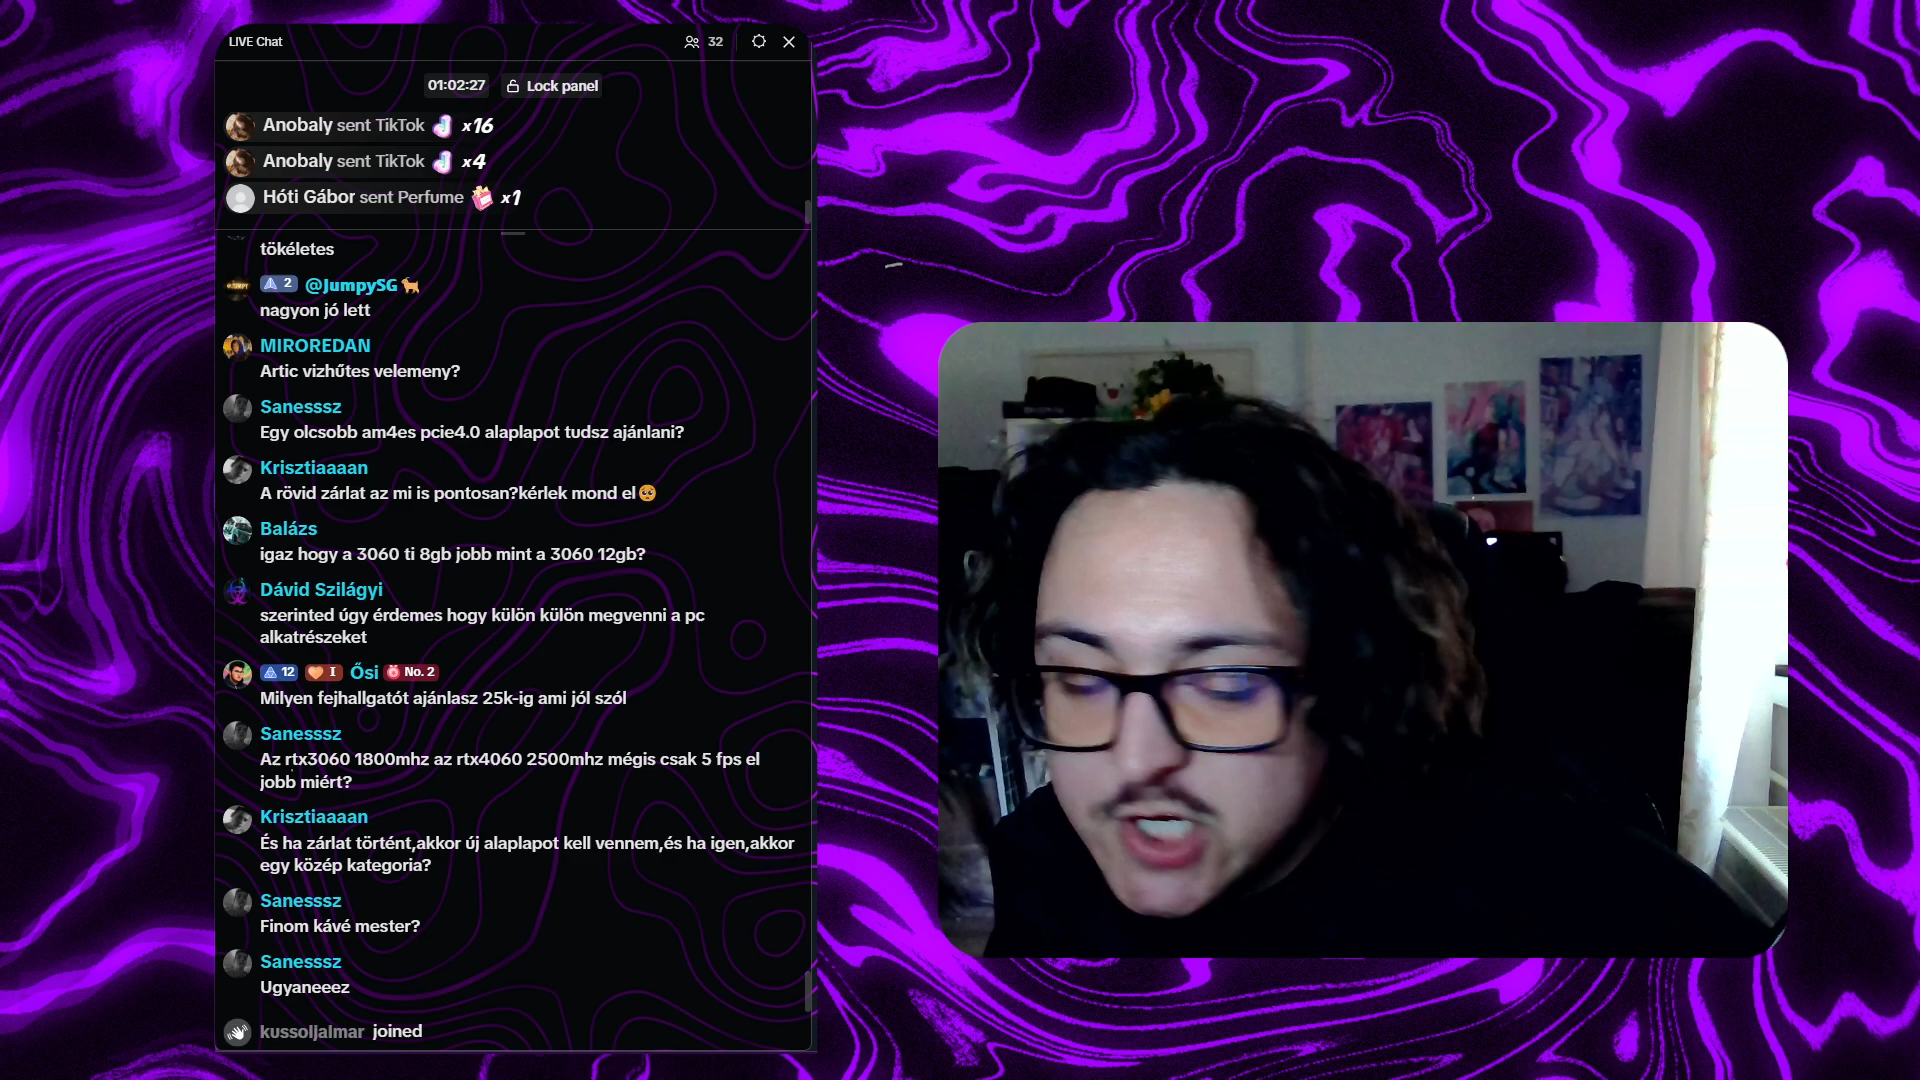 LIVE Chat
32
01:02:27
Lock panel
Anobaly sent TikTok x16
Anobaly sent TikTok x4
Hóti Gábor sent Perfume x1
tökéletes
2 @JumpySG
nagyon jó lett
MIROREDAN
Artic vizhűtes velemeny?
Sanesssz
Egy olcsobb am4es pcie4.0 alaplapot tudsz ajánlani?
Krisztiaaaan
A rövid zárlat az mi is pontosan?kérlek mond el🥺
Balázs
igaz hogy a 3060 ti 8gb jobb mint a 3060 12gb?
Dávid Szilágyi
szerinted úgy érdemes hogy külön külön megvenni a pc
alkatrészeket
12 I Ősi No. 2
Milyen fejhallgatót ajánlasz 25k-ig ami jól szól
Sanesssz
Az rtx3060 1800mhz az rtx4060 2500mhz mégis csak 5 fps el
jobb miért?
Krisztiaaaan
És ha zárlat történt,akkor új alaplapot kell vennem,és ha igen,akkor
egy közép kategoria?
Sanesssz
Finom kávé mester?
Sanesssz
Ugyaneeez
kussoljalmar joined